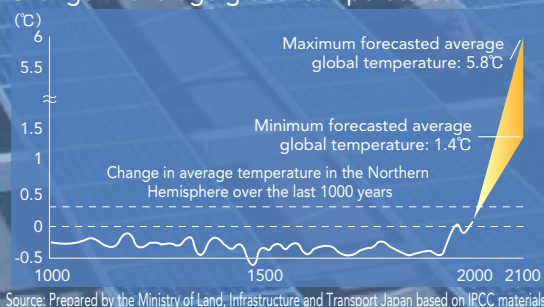 (℃)
6
5.5
1.5
1
0.5
0
-0.5
Maximum forecasted average
global temperature: 5.8℃
Minimum forecasted average
global temperature: 1.4℃
Change in average temperature in the Northern
Hemisphere over the last 1000 years
1000 1500 2000 2100
Source: Prepared by the Ministry of Land, Infrastructure and Transport Japan based on IPCC materials